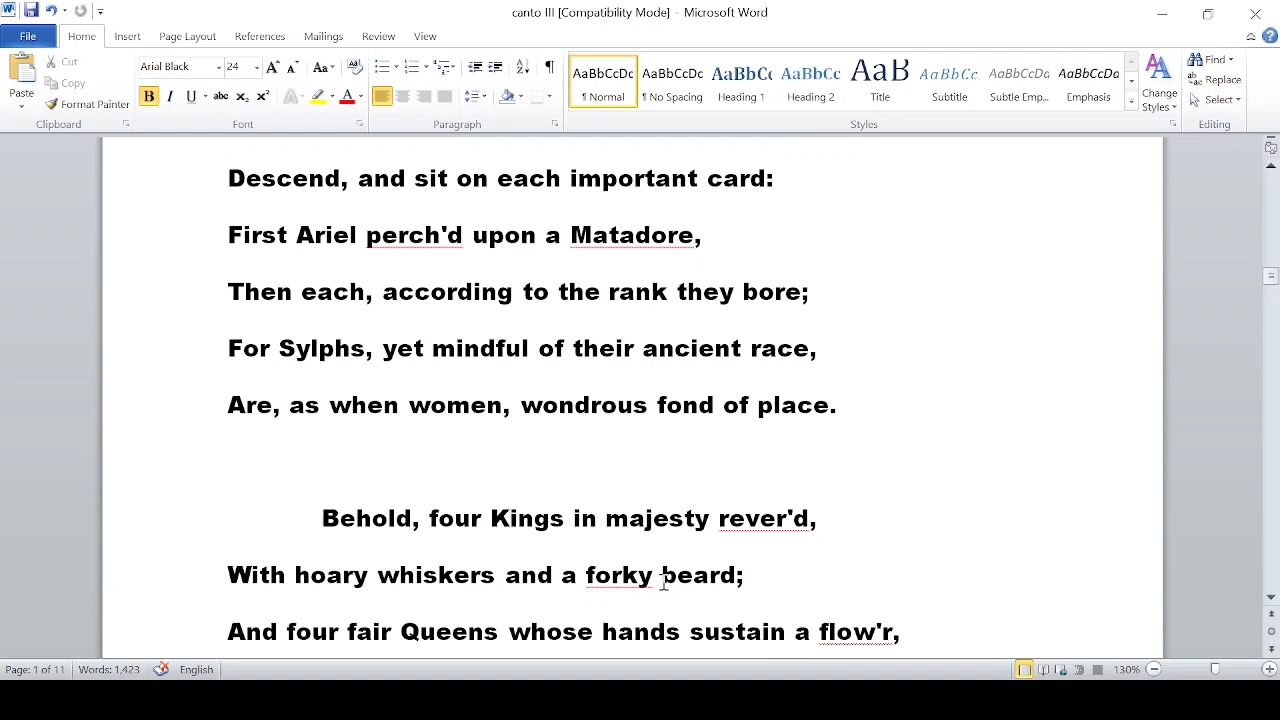 canto III [Compatibility Mode] - Microsoft Word
File Home Insert Page Layout References Mailings Review View
Paste
Cut
Copy
Format Painter
Clipboard
Arial Black 24
Font
Paragraph
AaBbCcDc AaBbCcDc AaBbCc AaBbCc AaB AaBbCc. AaBbCcDc AaBbCcDc
¶ Normal ¶ No Spacing Heading 1 Heading 2 Title Subtitle Subtle Emp... Emphasis
Change Styles
Styles
Find
Replace
Select
Editing
Descend, and sit on each important card:
First Ariel perch'd upon a Matadore,
Then each, according to the rank they bore;
For Sylphs, yet mindful of their ancient race,
Are, as when women, wondrous fond of place.
Behold, four Kings in majesty rever'd,
With hoary whiskers and a forky beard;
And four fair Queens whose hands sustain a flow'r,
Page: 1 of 11 Words: 1,423 English 130%